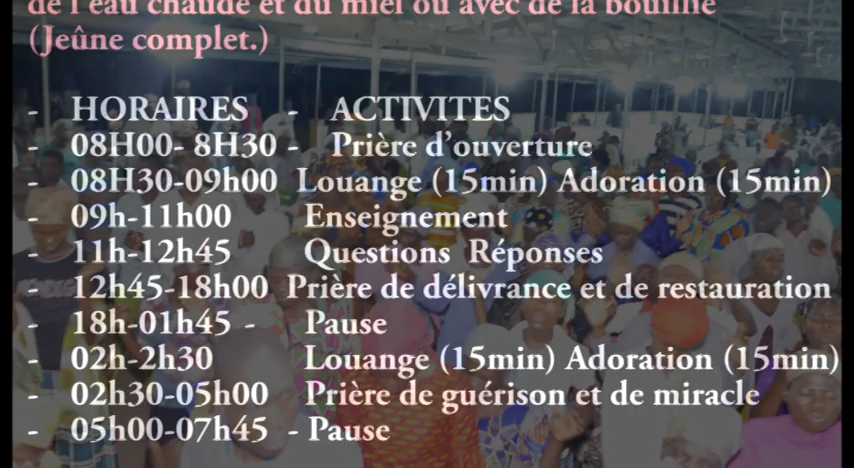 de l'eau chaude et du miel ou avec de la bouillie
(Jeûne complet.)
- HORAIRES - ACTIVITES
- 08H00- 8H30 - Prière d’ouverture
- 08H30-09h00 Louange (15min) Adoration (15min)
- 09h-11h00 Enseignement
- 11h-12h45 Questions Réponses
- 12h45-18h00 Prière de délivrance et de restauration
- 18h-01h45 - Pause
- 02h-2h30 Louange (15min) Adoration (15min)
- 02h30-05h00 Prière de guérison et de miracle
- 05h00-07h45 - Pause